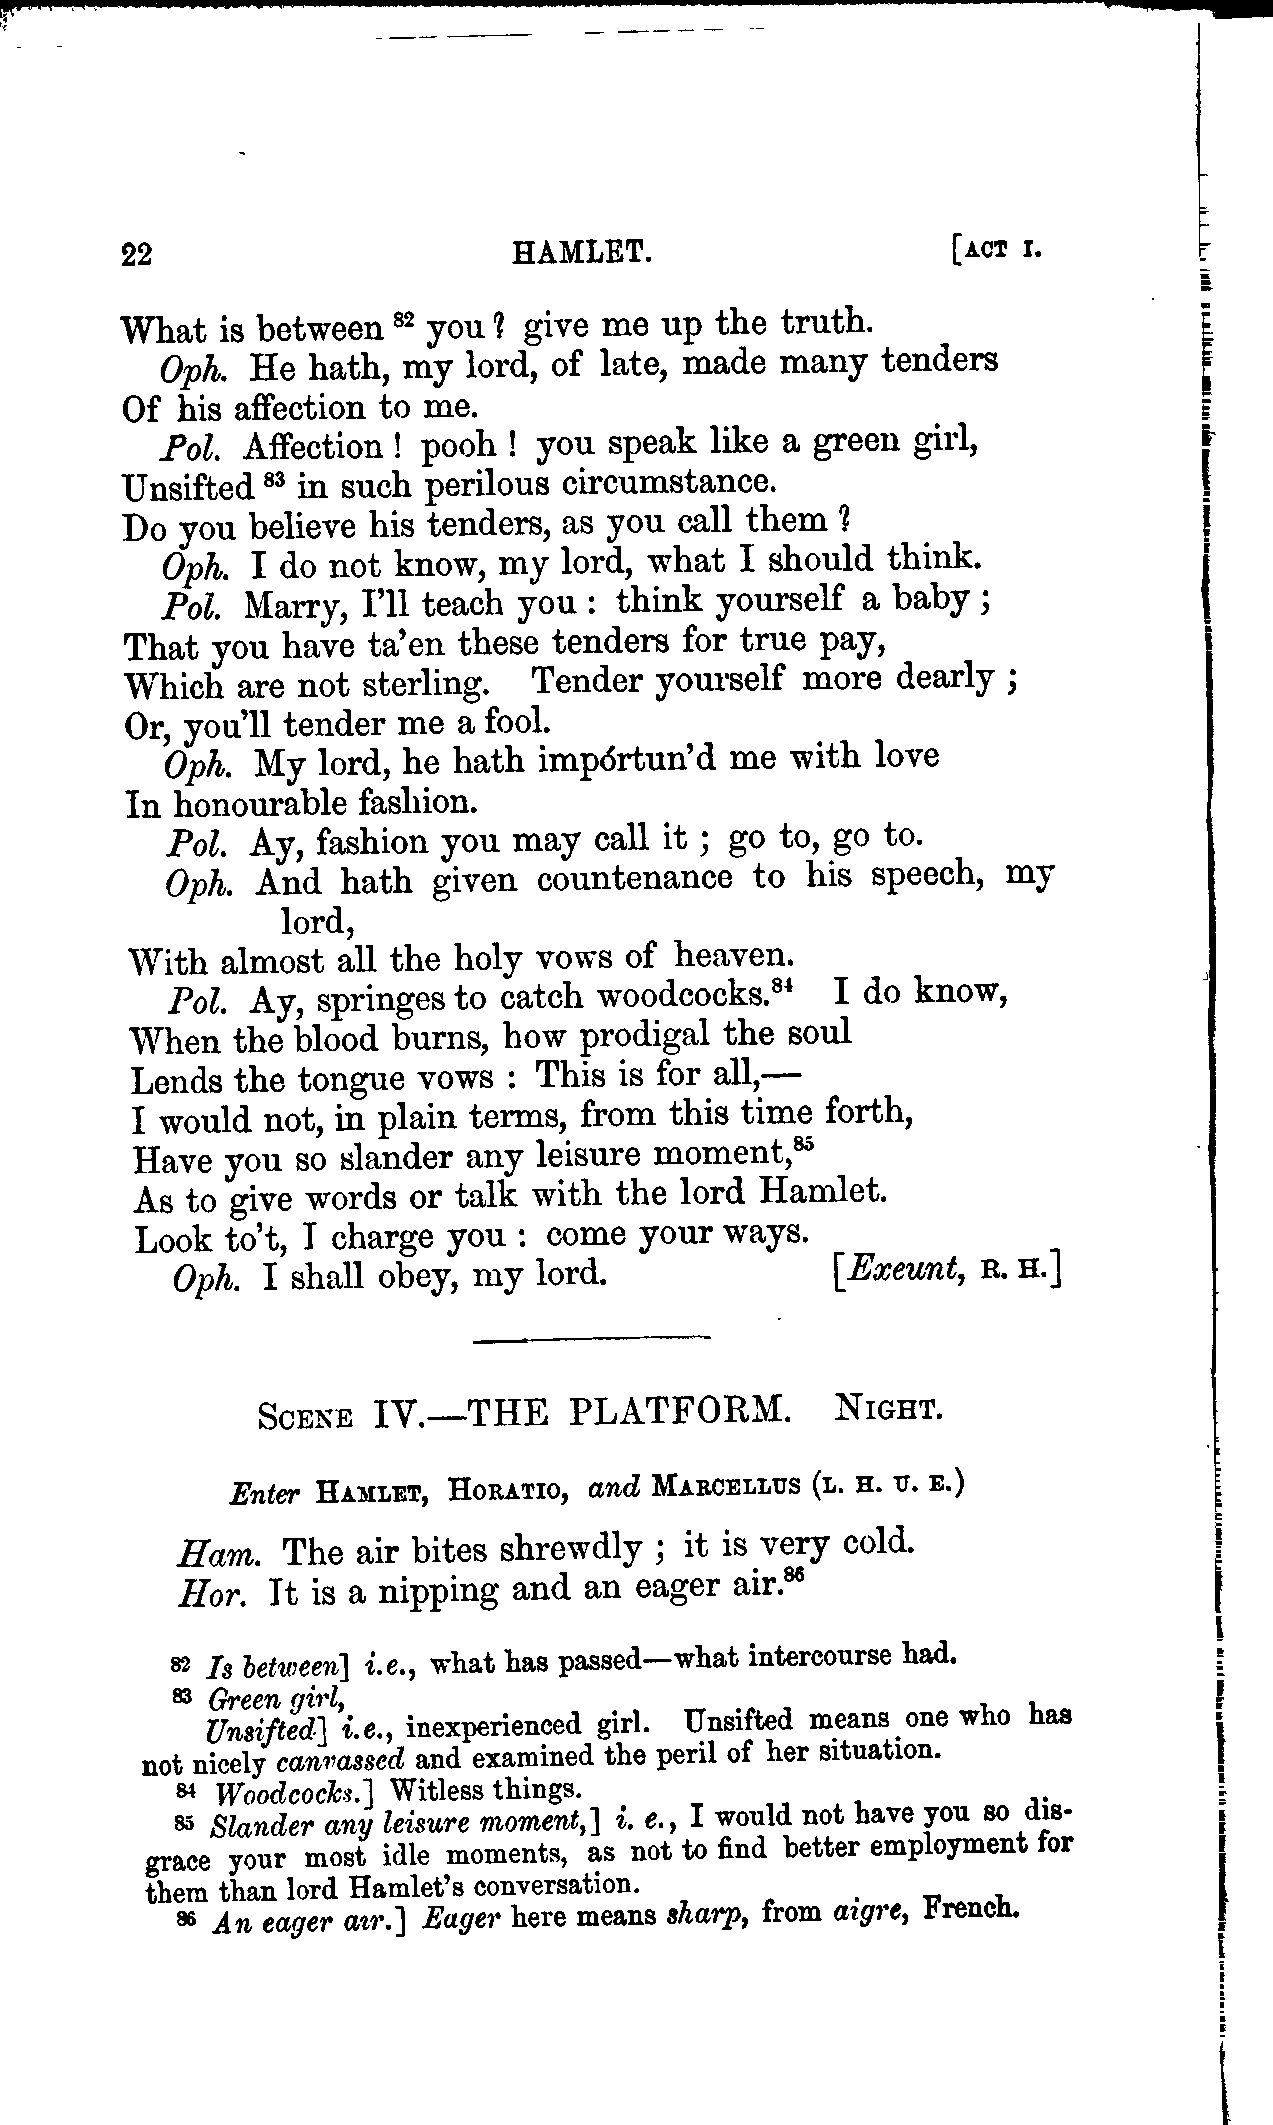 22 HAMLET. [ACT I.
What is between 82 you? give me up the truth.
Oph. He hath, my lord, of late, made many tenders
Of his affection to me.
Pol. Affection! pooh! you speak like a green girl,
Unsifted 83 in such perilous circumstance.
Do you believe his tenders, as you call them?
Oph. I do not know, my lord, what I should think.
Pol. Marry, I'll teach you: think yourself a baby;
That you have ta'en these tenders for true pay,
Which are not sterling. Tender yourself more dearly;
Or, you'll tender me a fool.
Oph. My lord, he hath impórtun'd me with love
In honourable fashion.
Pol. Ay, fashion you may call it; go to, go to.
Oph. And hath given countenance to his speech, my
lord,
With almost all the holy vows of heaven.
Pol. Ay, springes to catch woodcocks.84 I do know,
When the blood burns, how prodigal the soul
Lends the tongue vows: This is for all,—
I would not, in plain terms, from this time forth,
Have you so slander any leisure moment,85
As to give words or talk with the lord Hamlet.
Look to't, I charge you: come your ways.
Oph. I shall obey, my lord. [Exeunt, R. H.]
SCENE IV.—THE PLATFORM. NIGHT.
Enter HAMLET, HORATIO, and MARCELLUS (L. H. U. E.)
Ham. The air bites shrewdly; it is very cold.
Hor. It is a nipping and an eager air.86
82 Is between] i.e., what has passed—what intercourse had.
83 Green girl,
Unsifted] i.e., inexperienced girl. Unsifted means one who has
not nicely canvassed and examined the peril of her situation.
84 Woodcocks.] Witless things.
85 Slander any leisure moment,] i. e., I would not have you so dis-
grace your most idle moments, as not to find better employment for
them than lord Hamlet's conversation.
86 An eager air.] Eager here means sharp, from aigre, French.